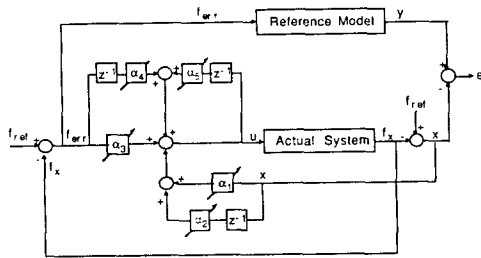 f_err
Reference Model
y
+
-
e
z⁻¹
α₄
+
+
+
α₅
z⁻¹
f_ref
+
-
f_err
α₃
+
+
+
u
Actual System
f_x
-
f_ref
+
x
f_x
+
α₁
x
+
α₂
z⁻¹